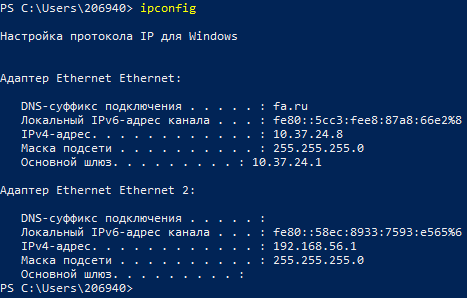 PS C:\Users\206940> ipconfig
Настройка протокола IP для Windows
Адаптер Ethernet Ethernet:
DNS-суффикс подключения . . . . . : fa.ru
Локальный IPv6-адрес канала . . . : fe80::5cc3:fee8:87a8:66e2%8
IPv4-адрес. . . . . . . . . . . . : 10.37.24.8
Маска подсети . . . . . . . . . . : 255.255.255.0
Основной шлюз. . . . . . . . . : 10.37.24.1
Адаптер Ethernet Ethernet 2:
DNS-суффикс подключения . . . . . :
Локальный IPv6-адрес канала . . . : fe80::58ec:8933:7593:e565%6
IPv4-адрес. . . . . . . . . . . . : 192.168.56.1
Маска подсети . . . . . . . . . . : 255.255.255.0
Основной шлюз. . . . . . . . . :
PS C:\Users\206940>